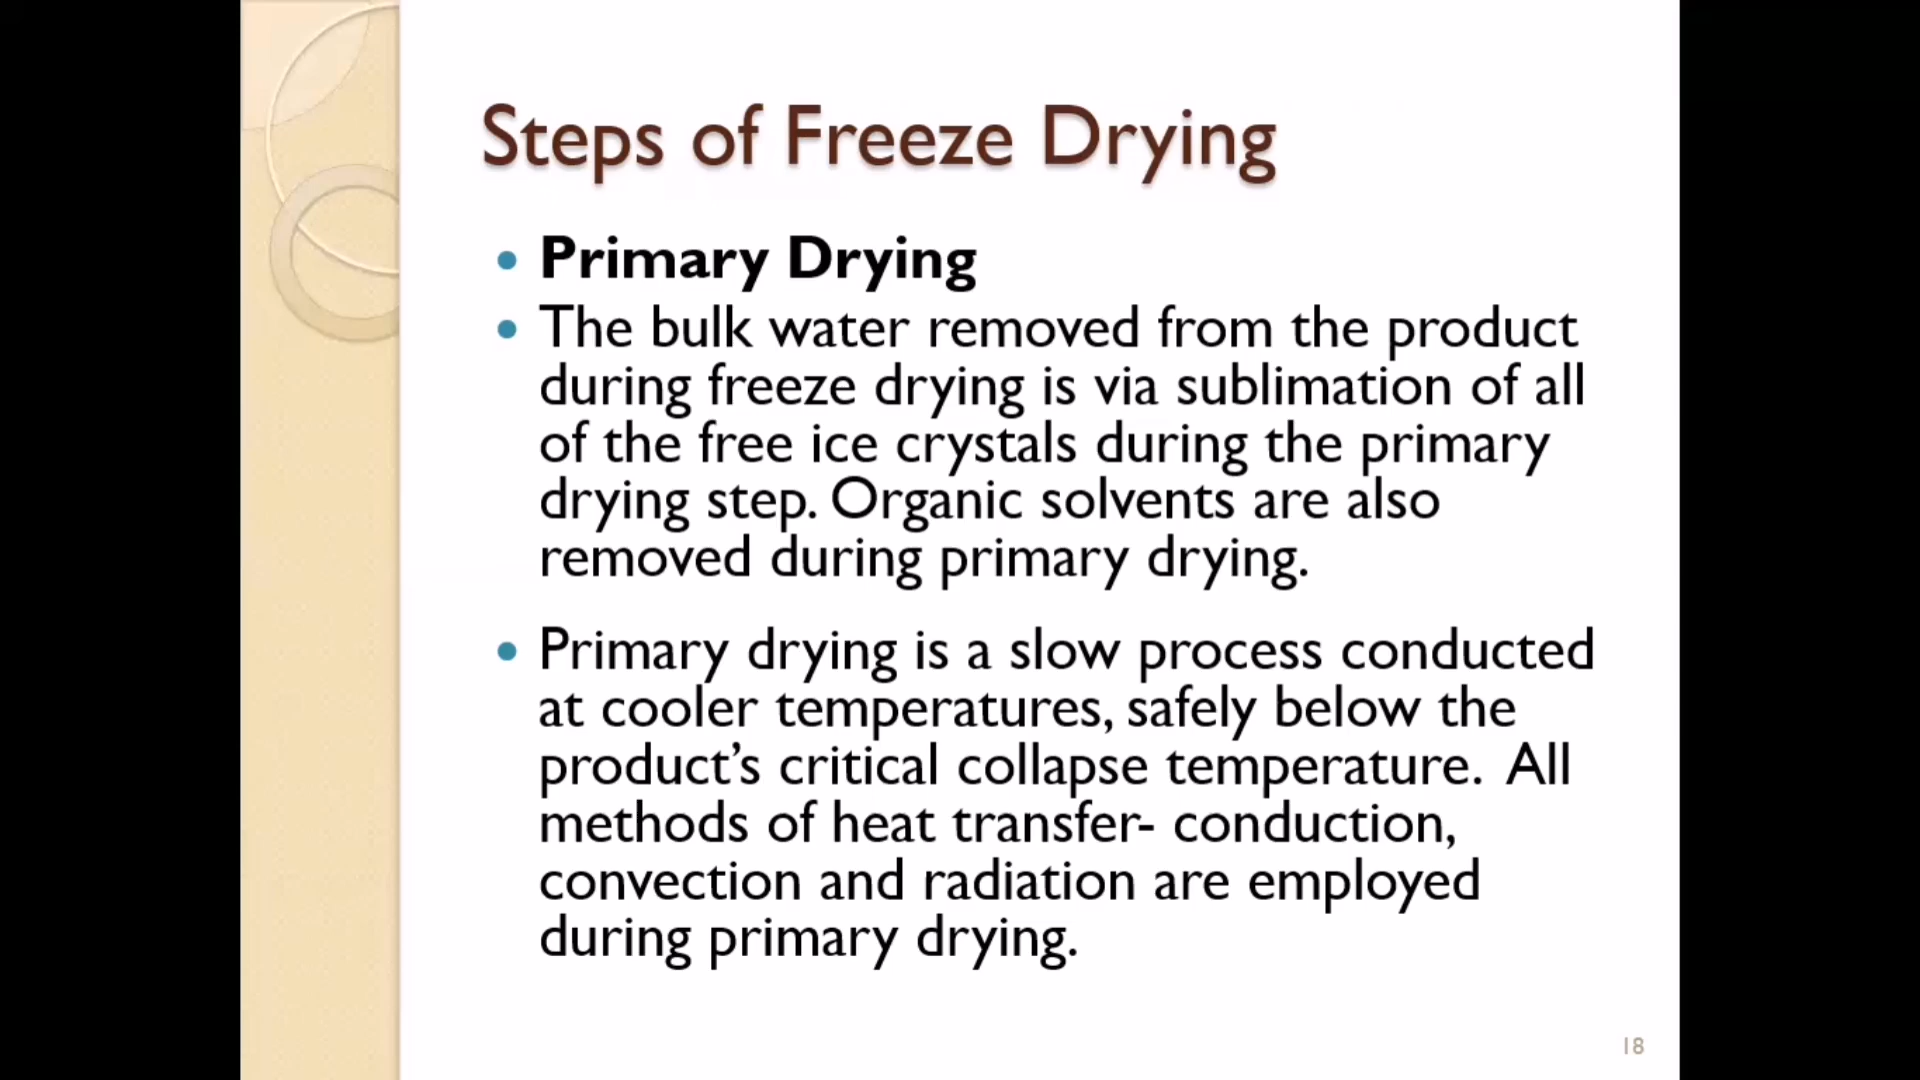 Steps of Freeze Drying
• Primary Drying
• The bulk water removed from the product
during freeze drying is via sublimation of all
of the free ice crystals during the primary
drying step. Organic solvents are also
removed during primary drying.
• Primary drying is a slow process conducted
at cooler temperatures, safely below the
product’s critical collapse temperature.  All
methods of heat transfer- conduction,
convection and radiation are employed
during primary drying.
18